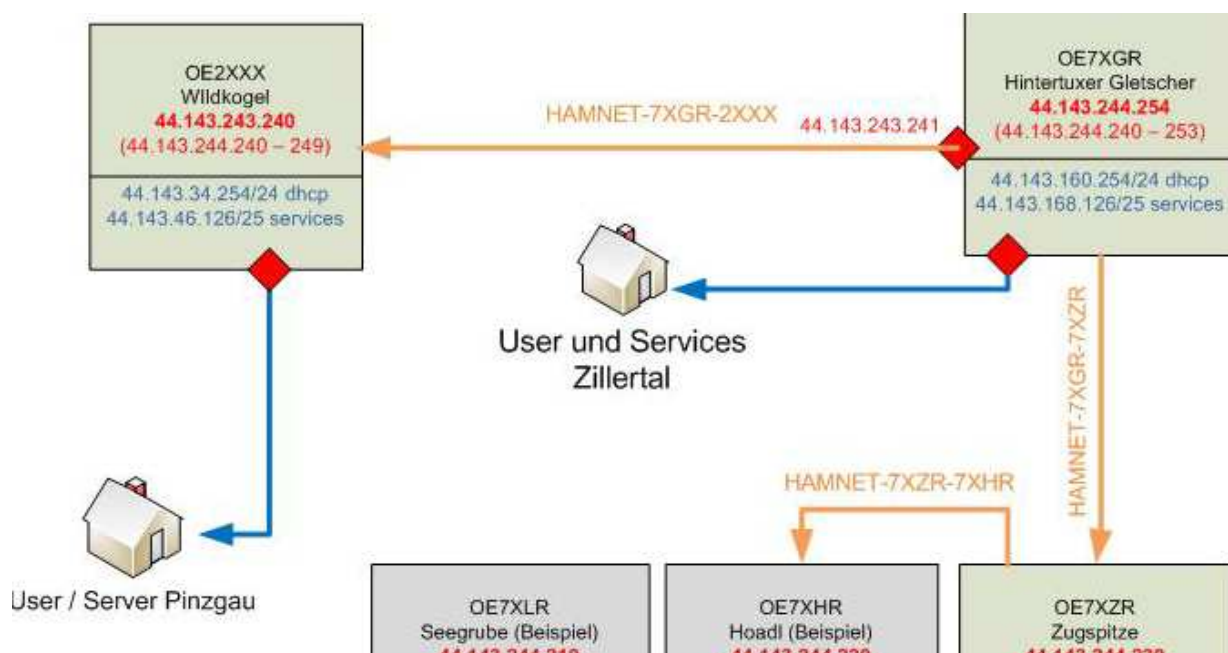 OE2XXX
Wildkogel
44.143.243.240
(44.143.244.240 – 249)
44.143.34.254/24 dhcp
44.143.46.126/25 services
HAMNET-7XGR-2XXX
44.143.243.241
OE7XGR
Hintertuxer Gletscher
44.143.244.254
(44.143.244.240 – 253)
44.143.160.254/24 dhcp
44.143.168.126/25 services
User und Services
Zillertal
HAMNET-7XGR-7XZR
HAMNET-7XZR-7XHR
User / Server Pinzgau
OE7XLR
Seegrube (Beispiel)
OE7XHR
Hoadl (Beispiel)
OE7XZR
Zugspitze